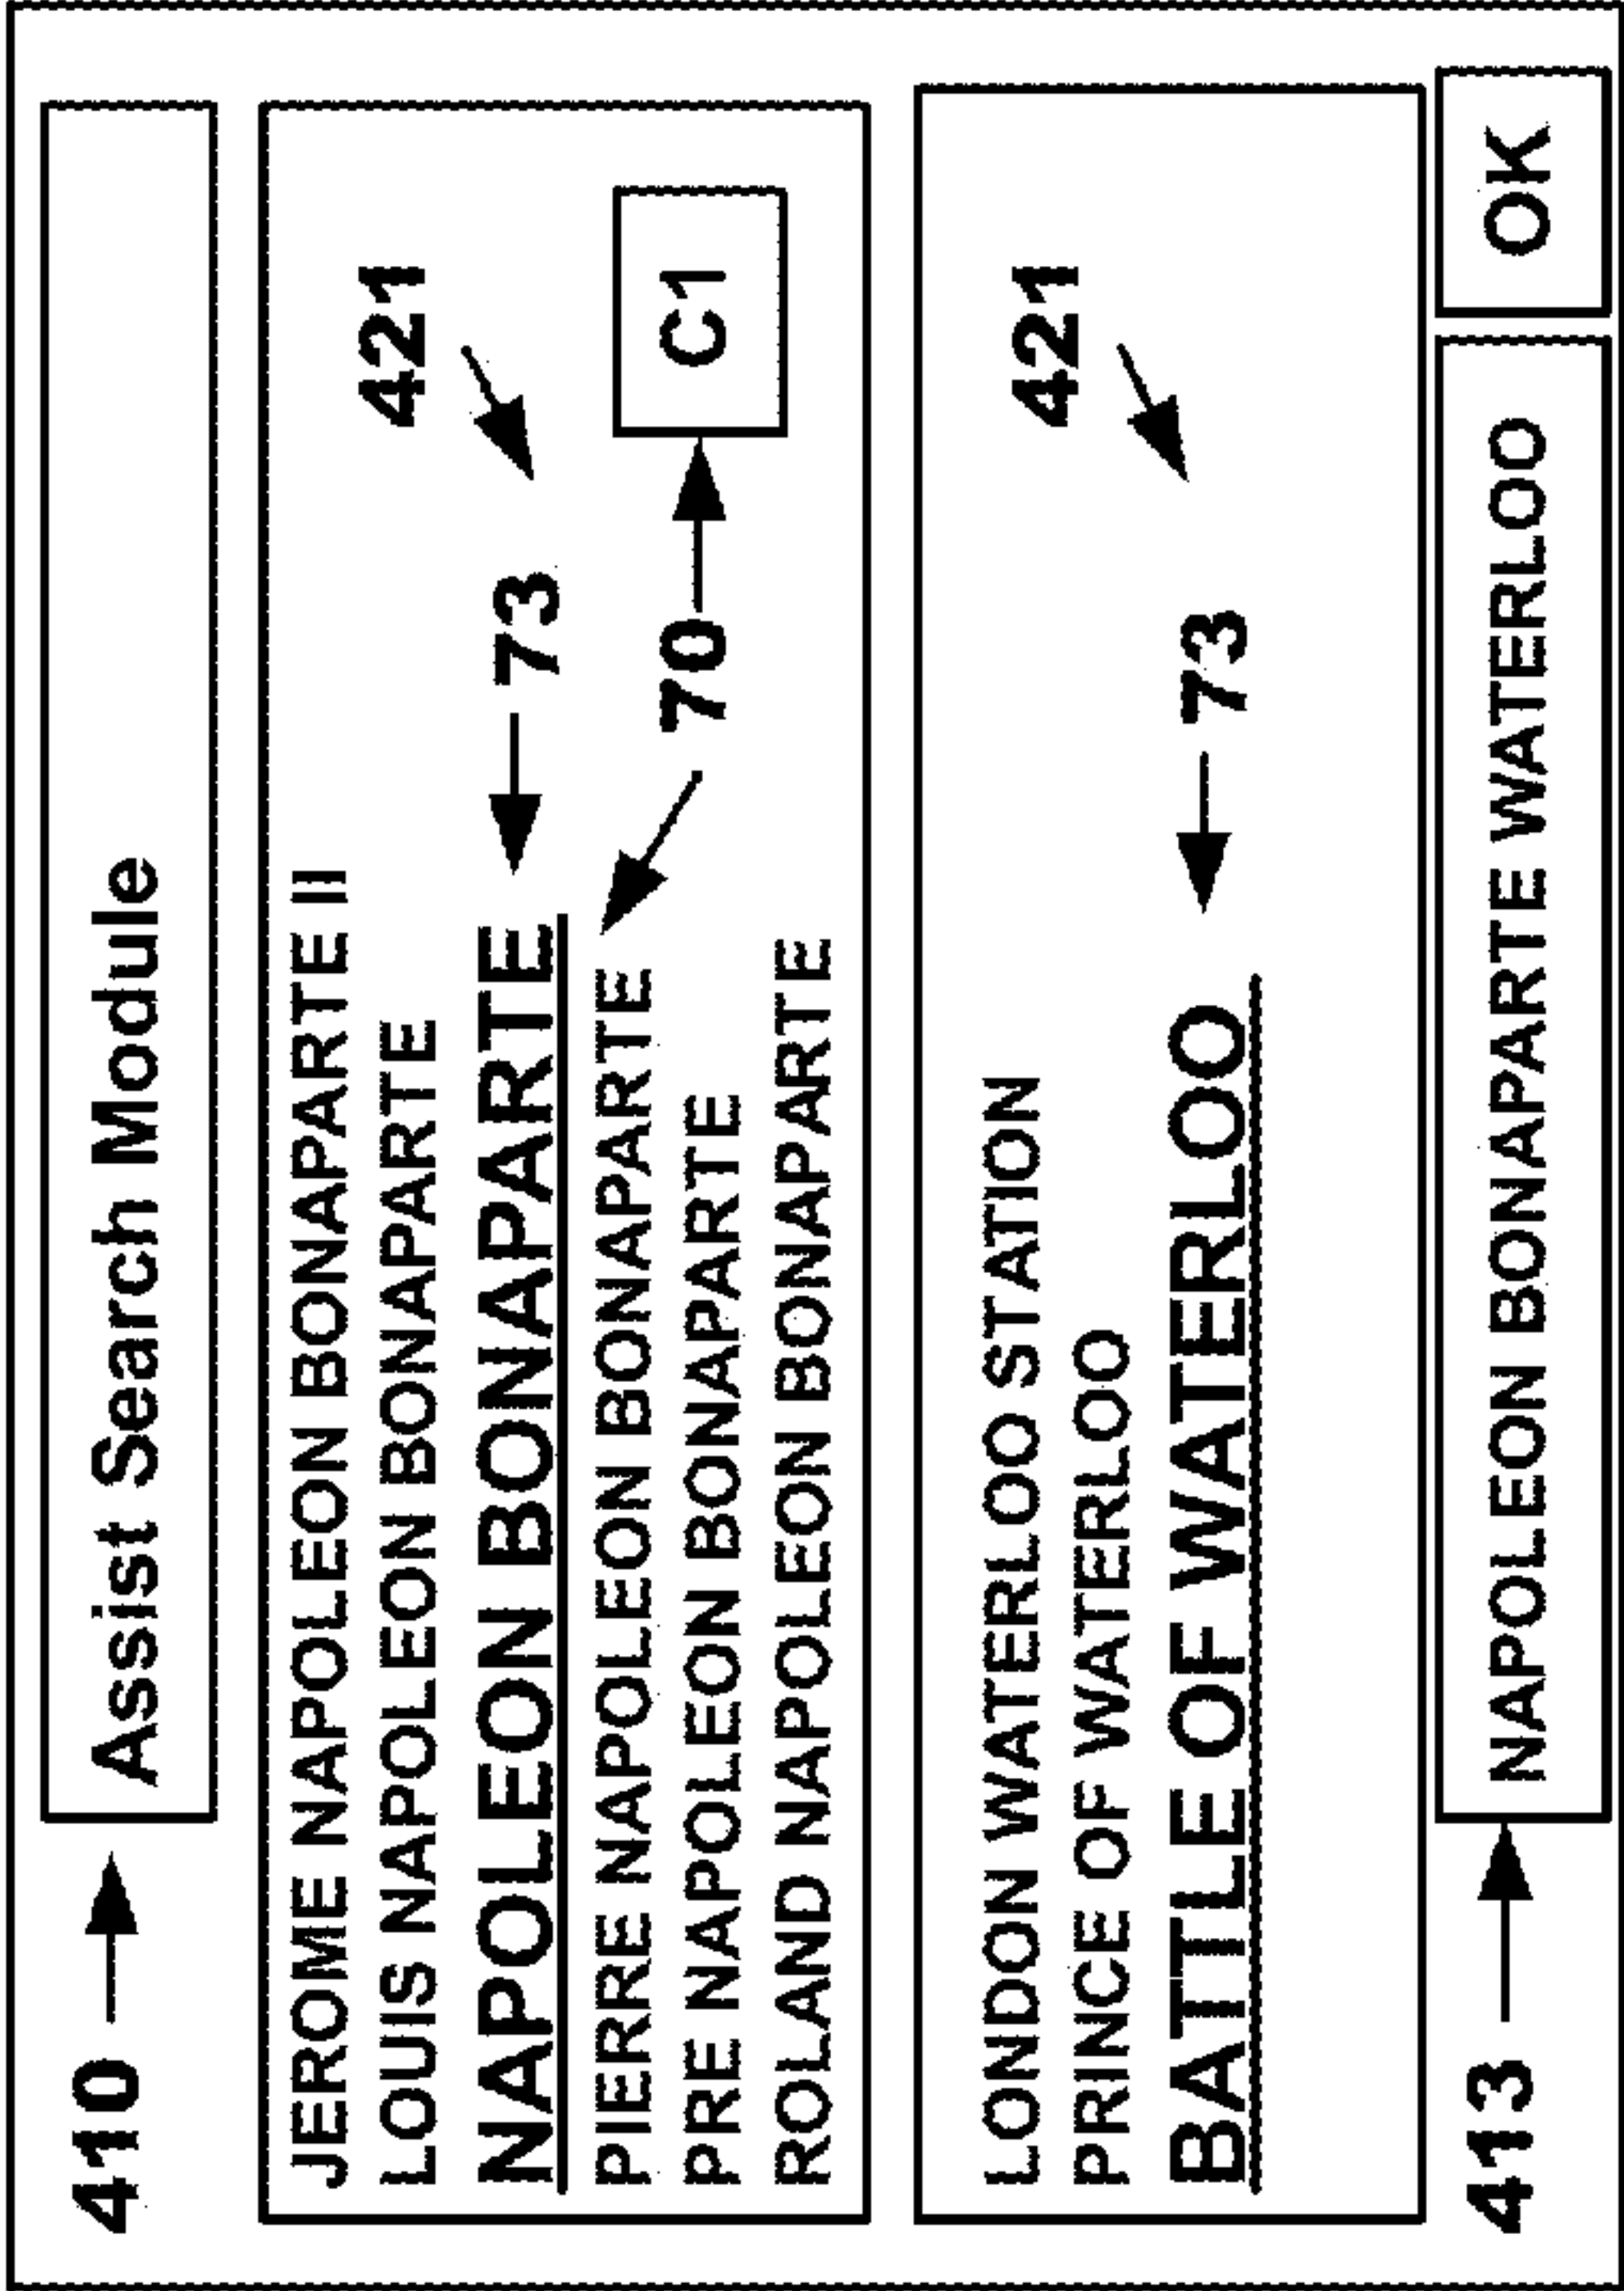 410 Assist Search Module
JEROME NAPOLEON BONAPARTE II
LOUIS NAPOLEON BONAPARTE 421
NAPOLEON BONAPARTE 73
PIERRE NAPOLEON BONAPARTE
PRE NAPOLEON BONAPARTE 70 C1
ROLAND NAPOLEON BONAPARTE
LONDON WATERLOO STATION 421
PRINCE OF WATERLOO
BATTLE OF WATERLOO 73
413 NAPOLEON BONAPARTE WATERLOO OK